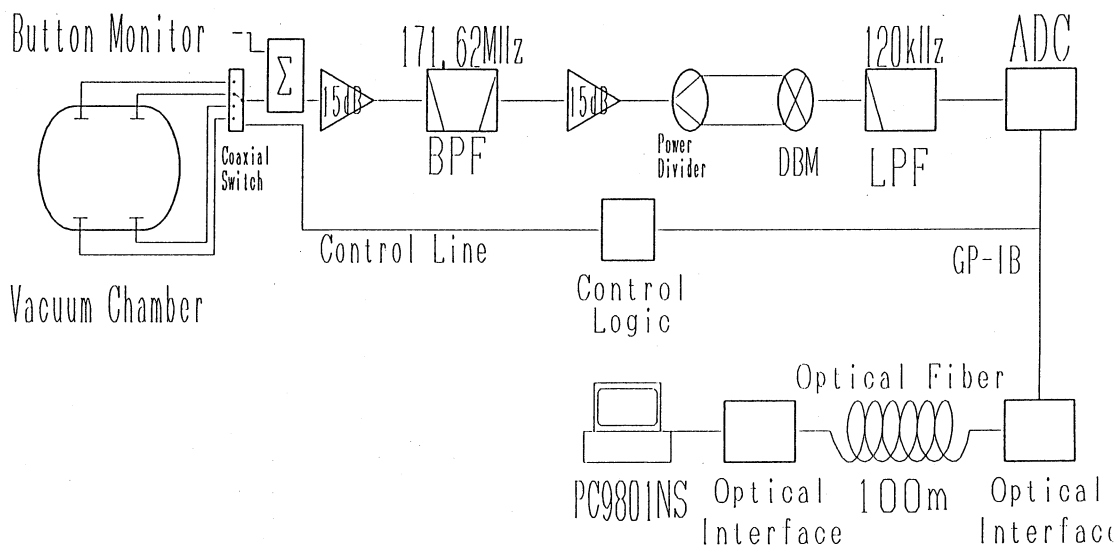 Button Monitor
Σ
171.62MHz
120kHz
ADC
15dB
15dB
BPF
Power
Divider
DBM
LPF
Coaxial
Switch
Control Line
GP-IB
Vacuum Chamber
Control
Logic
Optical Fiber
PC9801NS
Optical
Interface
100m
Optical
Interface